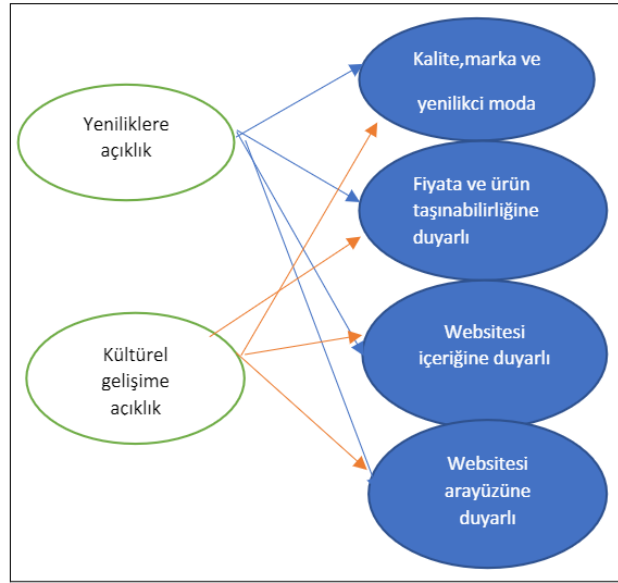 Yeniliklere
açıklık
Kültürel
gelişime
açıklık
Kalite,marka ve
yenilikci moda
Fiyata ve ürün
taşınabilirliğine
duyarlı
Websitesi
içeriğine duyarlı
Websitesi
arayüzüne
duyarlı